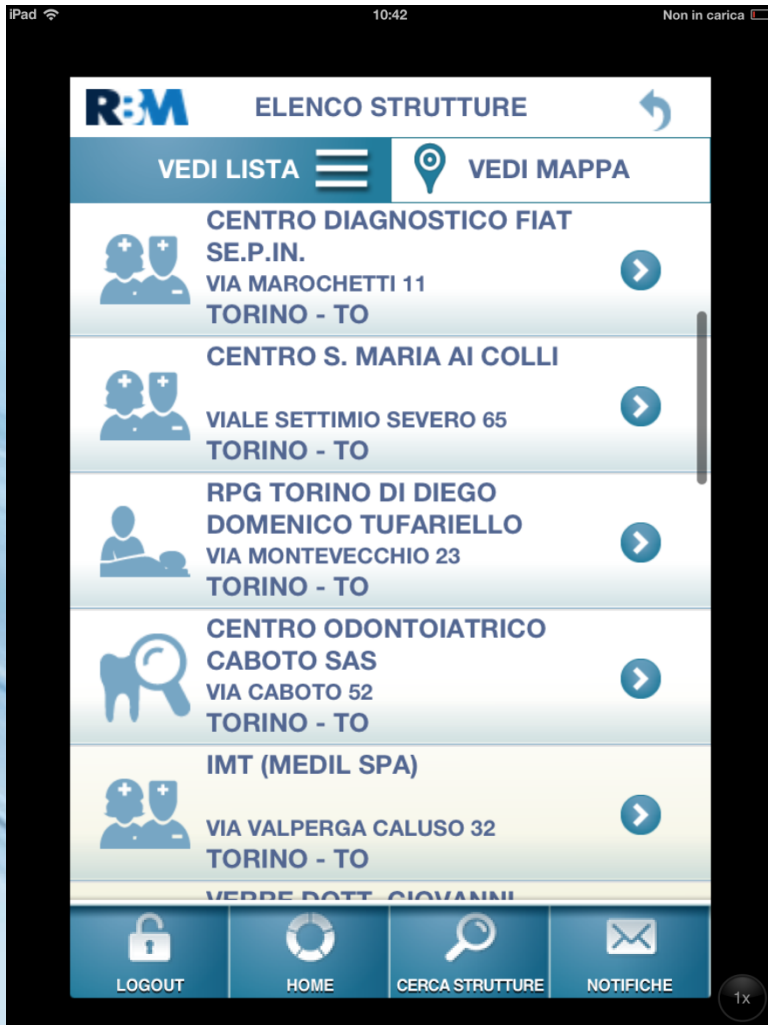 iPad 10:42 Non in carica
RBM ELENCO STRUTTURE
VEDI LISTA VEDI MAPPA
CENTRO DIAGNOSTICO FIAT
SE.P.IN.
VIA MAROCHETTI 11
TORINO - TO
CENTRO S. MARIA AI COLLI
VIALE SETTIMIO SEVERO 65
TORINO - TO
RPG TORINO DI DIEGO
DOMENICO TUFARIELLO
VIA MONTEVECCHIO 23
TORINO - TO
CENTRO ODONTOIATRICO
CABOTO SAS
VIA CABOTO 52
TORINO - TO
IMT (MEDIL SPA)
VIA VALPERGA CALUSO 32
TORINO - TO
DOTT. GIOVANNI
LOGOUT HOME CERCA STRUTTURE NOTIFICHE
1x